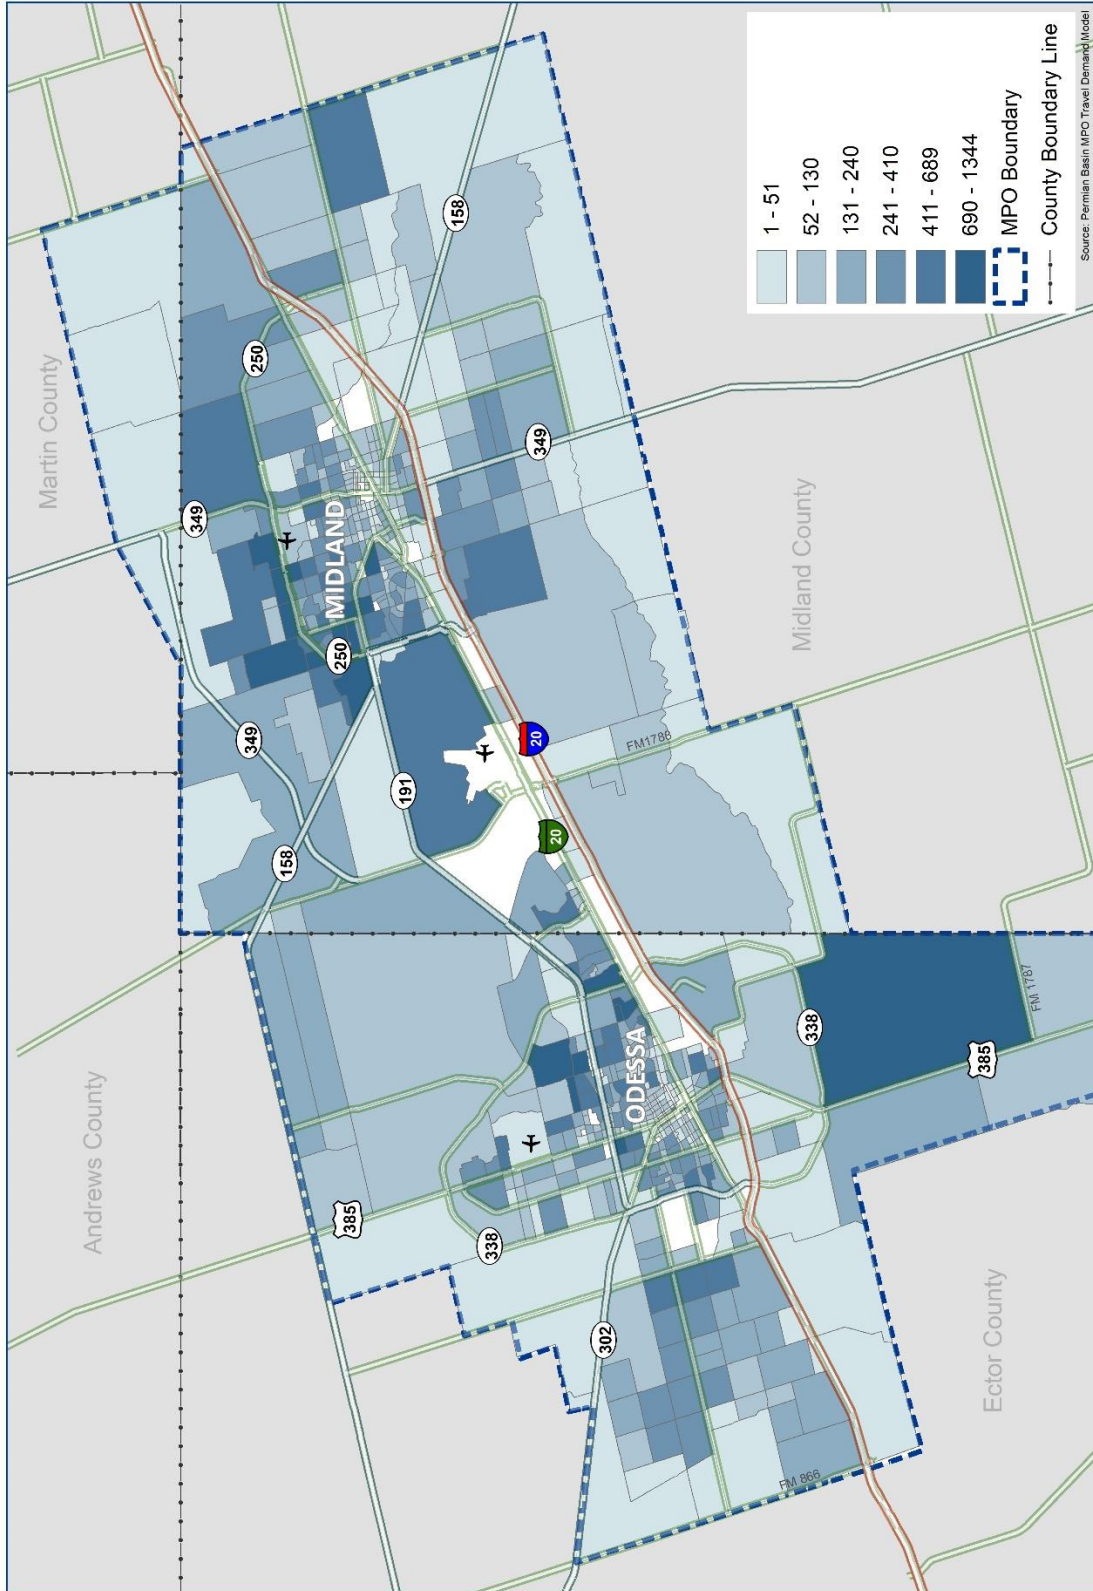 Martin County
Andrews County
Midland County
Ector County
MIDLAND
ODESSA
349
349
349
349
250
250
158
158
191
20
20
FM1788
338
338
385
385
FM 1787
302
FM 866
1 - 51
52 - 130
131 - 240
241 - 410
411 - 689
690 - 1344
MPO Boundary
County Boundary Line
Source: Permian Basin MPO Travel Demand Model